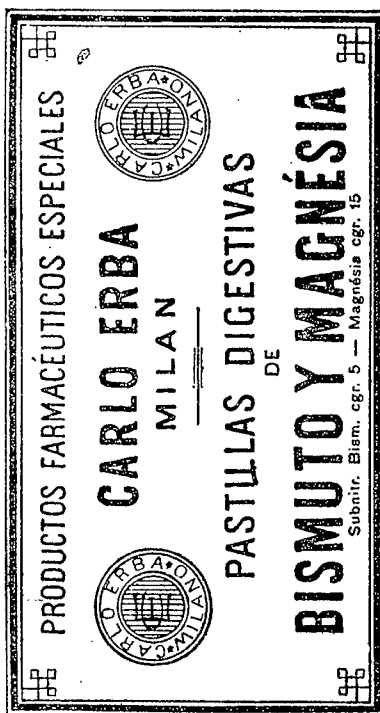 PRODUCTOS FARMACÉUTICOS ESPECIALES
CARLO ERBA * MILANO *
CARLO ERBA
MILAN
CARLO ERBA * MILANO *
PASTILLAS DIGESTIVAS
DE
BISMUTO Y MAGNÉSIA
Subnitr. Bism. cgr. 5 — Magnésia cgr. 15